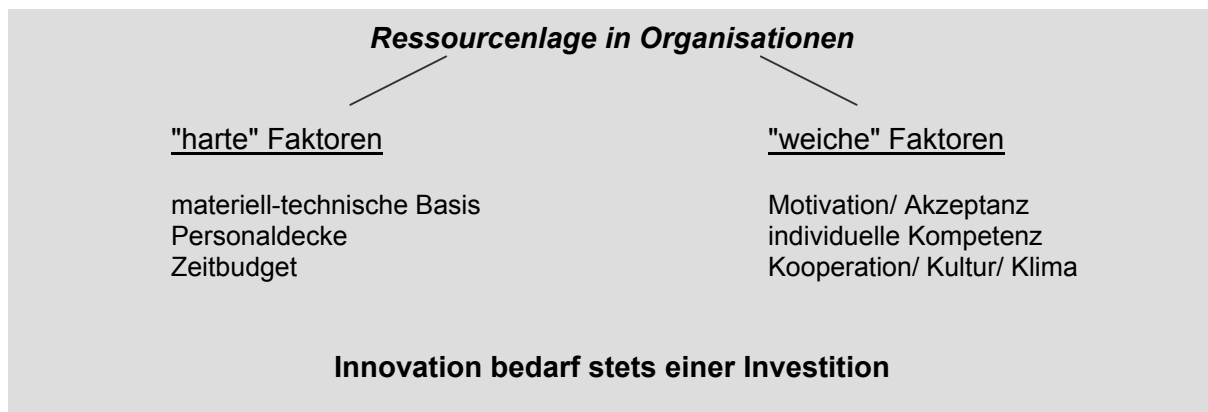 Ressourcenlage in Organisationen
"harte" Faktoren
materiell-technische Basis
Personaldecke
Zeitbudget
"weiche" Faktoren
Motivation/ Akzeptanz
individuelle Kompetenz
Kooperation/ Kultur/ Klima
Innovation bedarf stets einer Investition